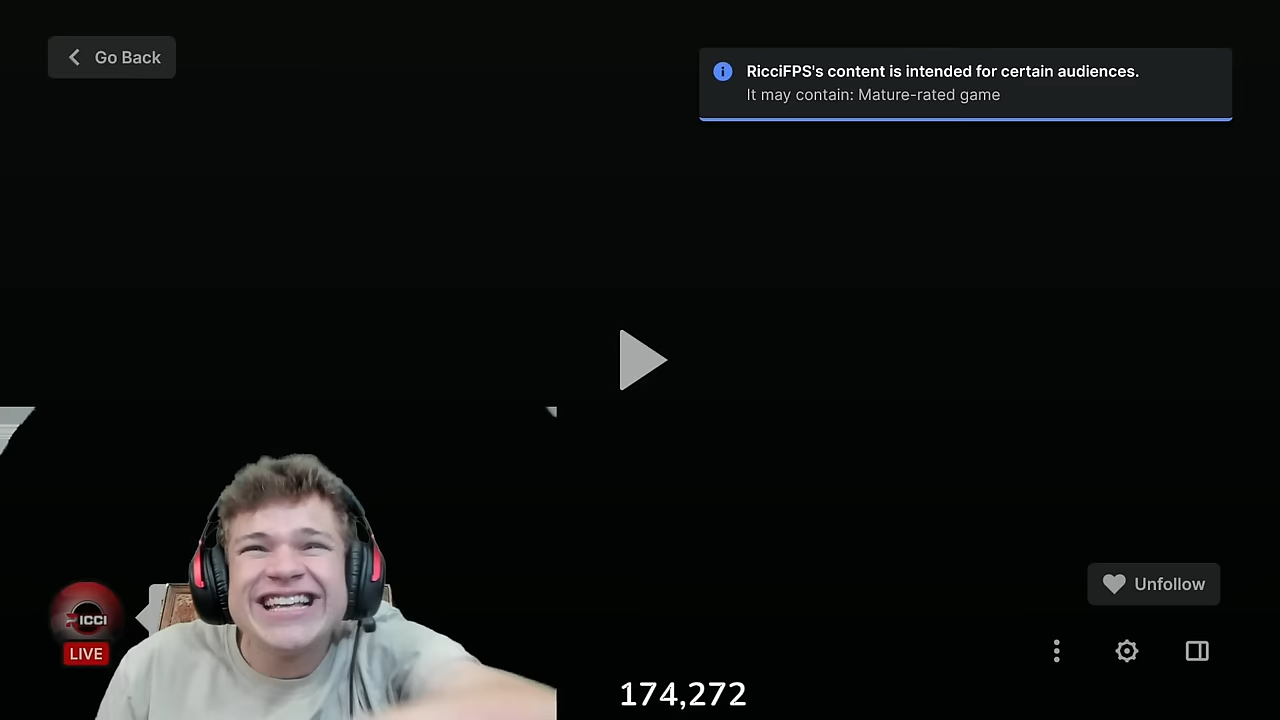 Go Back
RicciFPS's content is intended for certain audiences.
It may contain: Mature-rated game
Unfollow
RICCI
LIVE
174,272